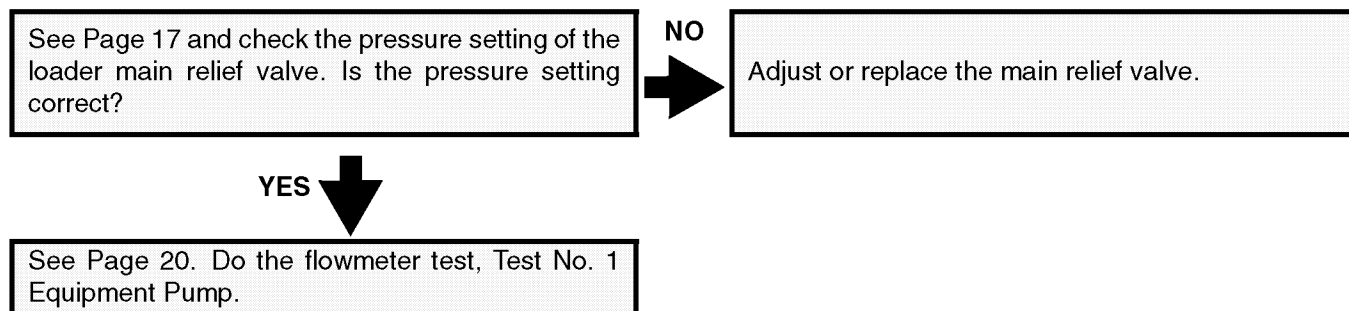 See Page 17 and check the pressure setting of the
loader main relief valve. Is the pressure setting
correct?
NO
Adjust or replace the main relief valve.
YES
See Page 20. Do the flowmeter test, Test No. 1
Equipment Pump.